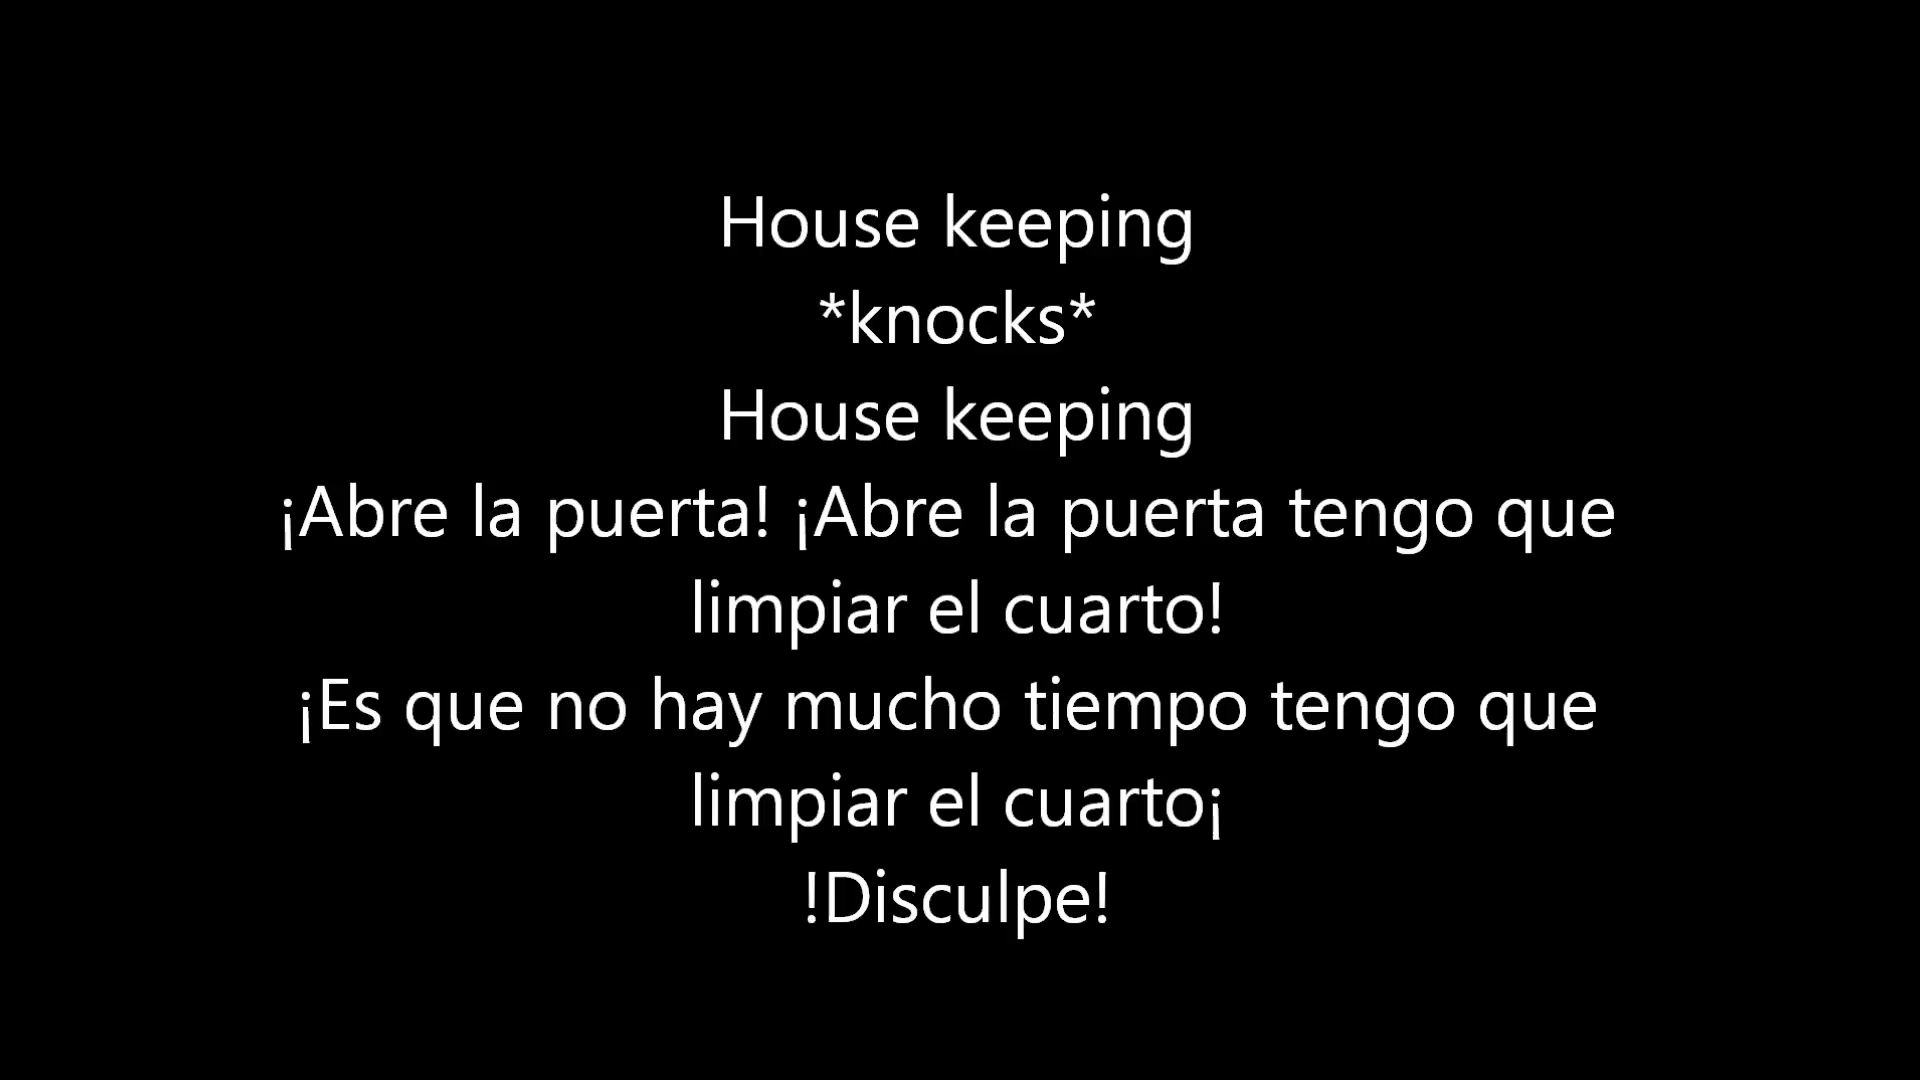 House keeping
*knocks*
House keeping
¡Abre la puerta! ¡Abre la puerta tengo que
limpiar el cuarto!
¡Es que no hay mucho tiempo tengo que
limpiar el cuarto¡
!Disculpe!